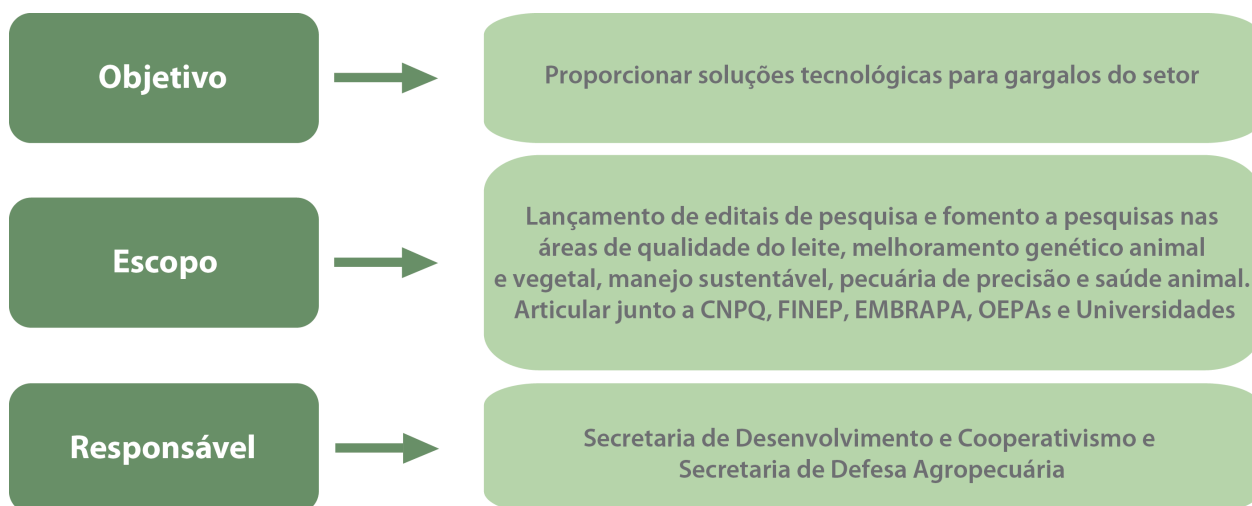 Objetivo
Proporcionar soluções tecnológicas para gargalos do setor
Escopo
Lançamento de editais de pesquisa e fomento a pesquisas nas
áreas de qualidade do leite, melhoramento genético animal
e vegetal, manejo sustentável, pecuária de precisão e saúde animal.
Articular junto a CNPQ, FINEP, EMBRAPA, OEPAs e Universidades
Responsável
Secretaria de Desenvolvimento e Cooperativismo e
Secretaria de Defesa Agropecuária